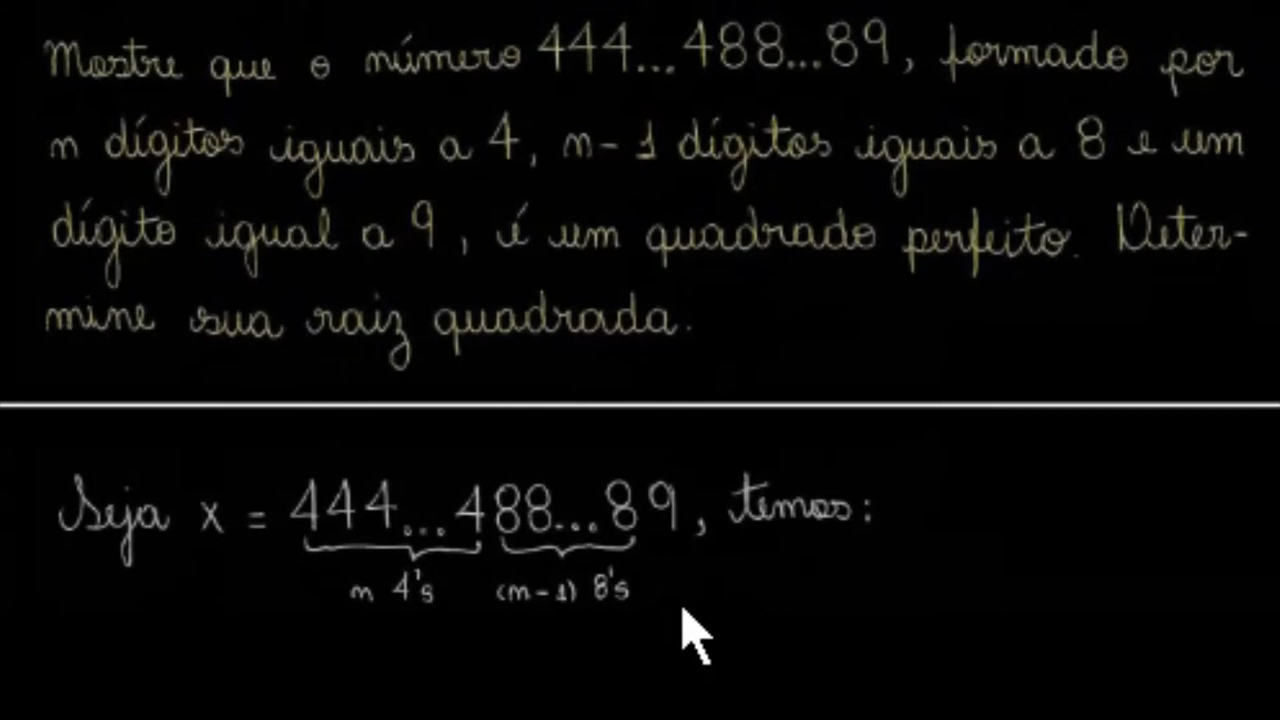 Mostre que o número 444...488...89, formado por
n dígitos iguais a 4, n-1 dígitos iguais a 8 e um
dígito igual a 9, é um quadrado perfeito. Deter-
mine sua raiz quadrada.
Seja x = 444...488...89, temos:
n 4's (n-1) 8's